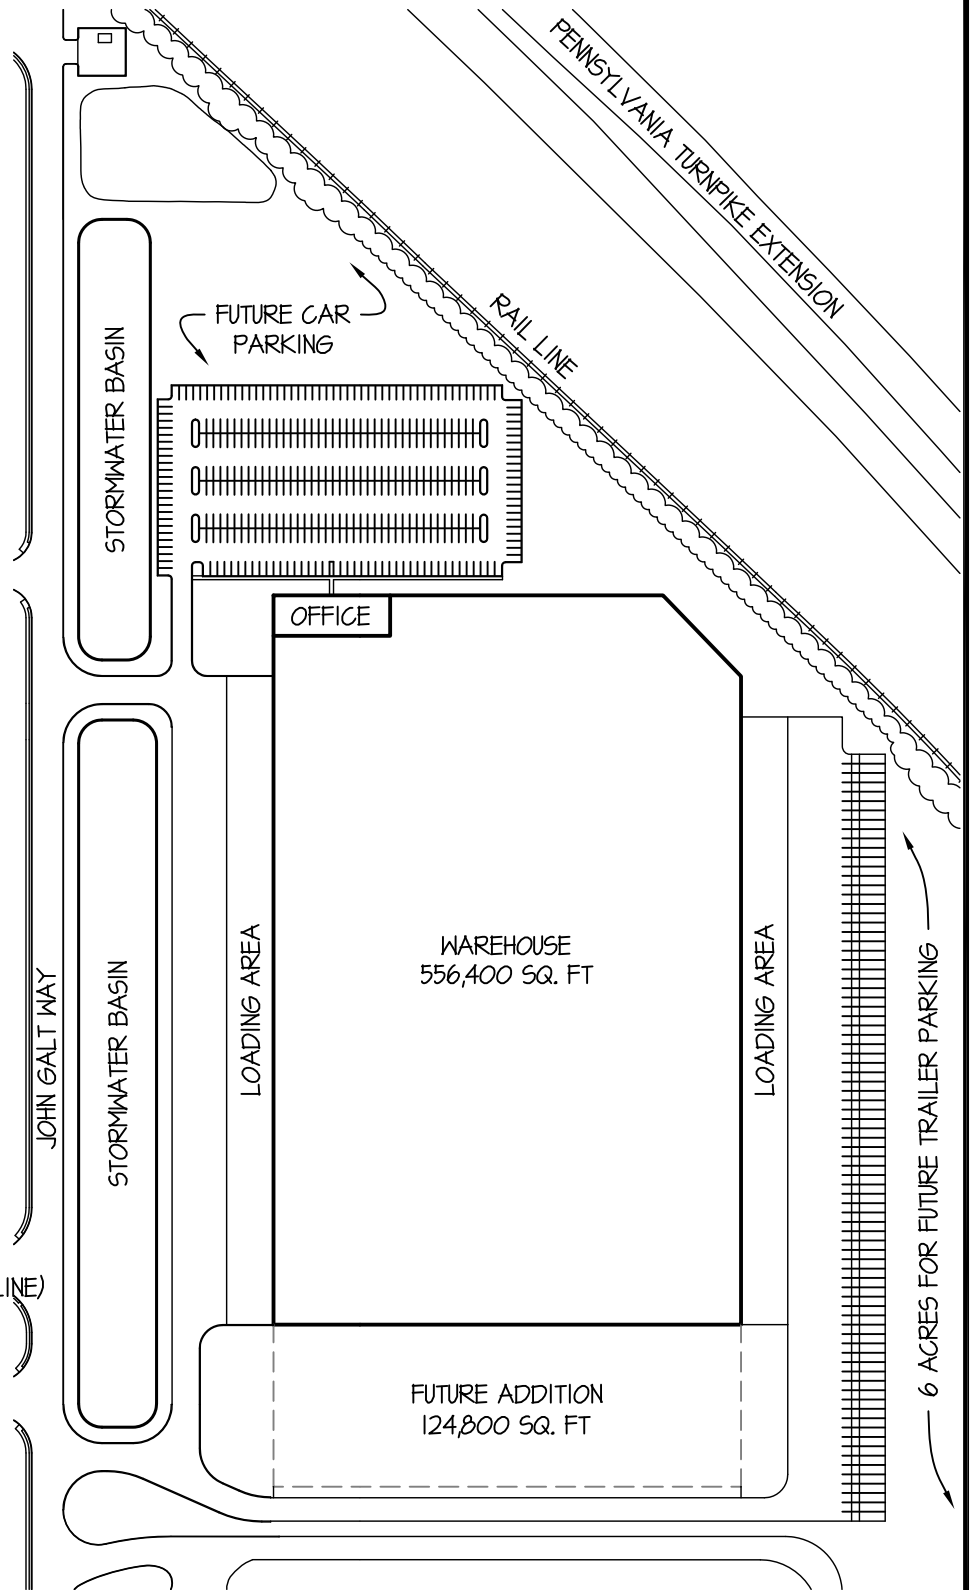 PENNSYLVANIA TURNPIKE EXTENSION
RAIL LINE
FUTURE CAR
PARKING
STORMWATER BASIN
OFFICE
WAREHOUSE
556,400 SQ. FT
LOADING AREA
LOADING AREA
JOHN GALT WAY
STORMWATER BASIN
6 ACRES FOR FUTURE TRAILER PARKING
LINE)
FUTURE ADDITION
124,800 SQ. FT